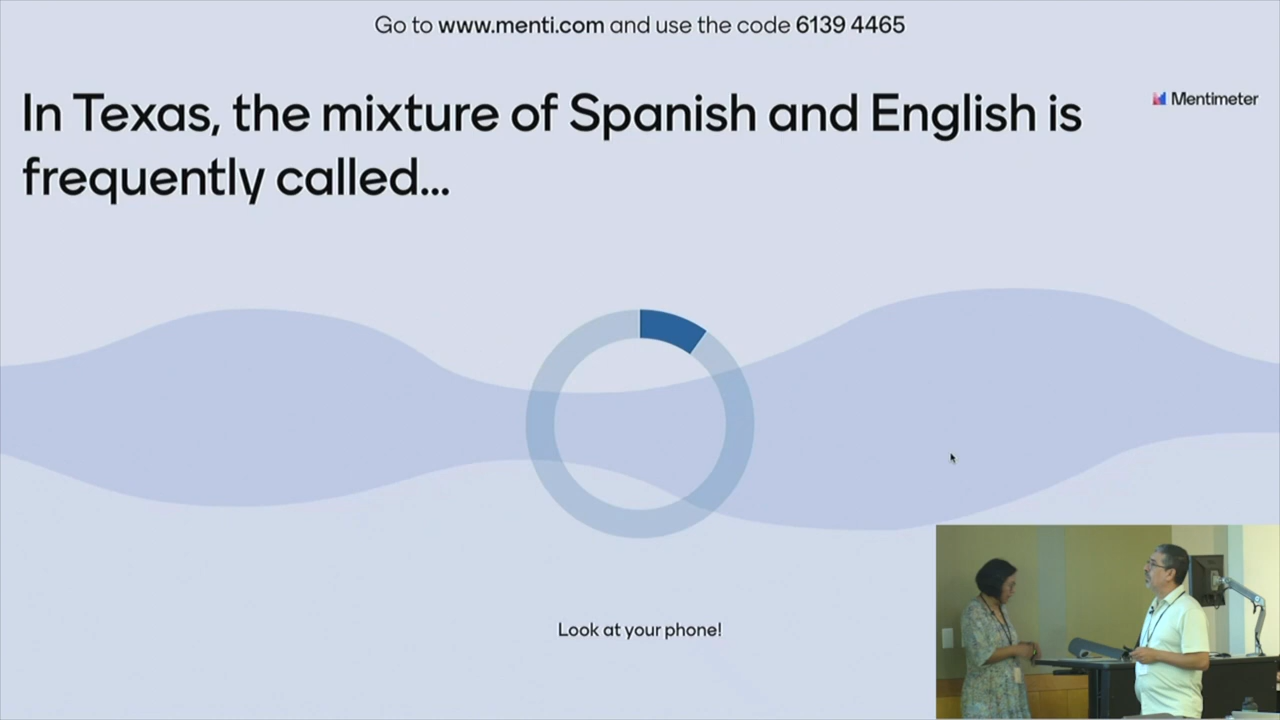 Go to www.menti.com and use the code 6139 4465
In Texas, the mixture of Spanish and English is
frequently called...
Mentimeter
Look at your phone!